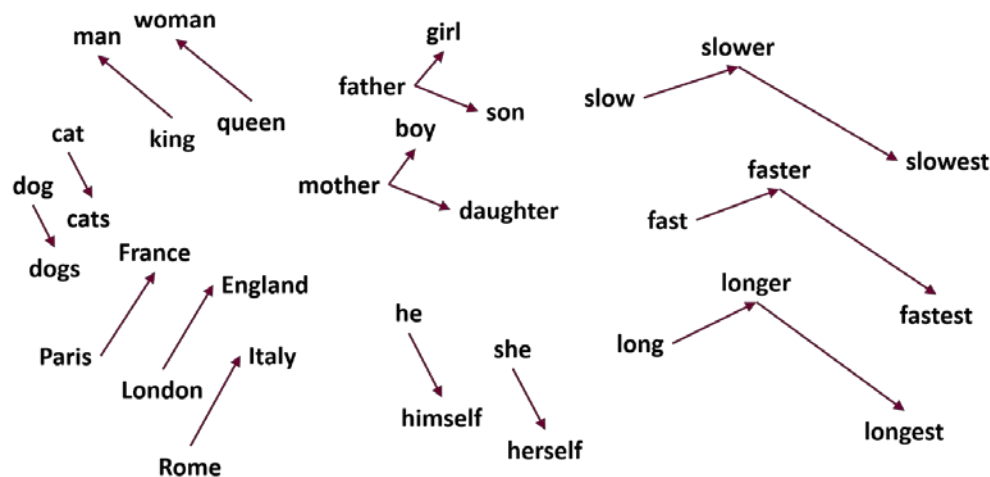 woman
man
king
queen
cat
dog
cats
dogs
France
England
Paris
London
Italy
Rome
girl
father
son
boy
mother
daughter
he
she
himself
herself
slower
slow
slowest
faster
fast
fastest
longer
long
longest